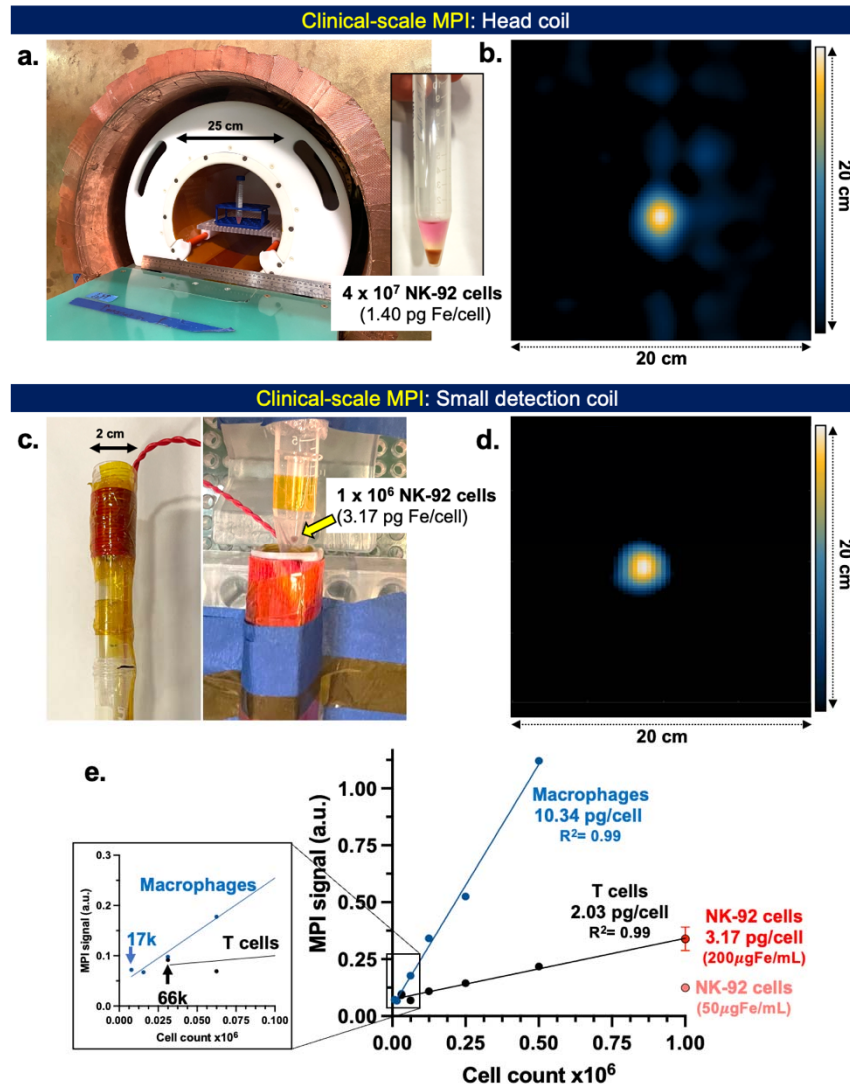 Clinical-scale MPI: Head coil
a.
25 cm
4 x 10⁷ NK-92 cells
(1.40 pg Fe/cell)
b.
20 cm
20 cm
Clinical-scale MPI: Small detection coil
c.
2 cm
1 x 10⁶ NK-92 cells
(3.17 pg Fe/cell)
d.
20 cm
20 cm
e.
MPI signal (a.u.)
0.3
0.2
0.1
0.0
Macrophages
17k
T cells
66k
0.000
0.025
0.050
0.075
0.100
Cell count x10⁶
MPI signal (a.u.)
1.00
0.75
0.50
0.25
0.00
Macrophages
10.34 pg/cell
R²= 0.99
T cells
2.03 pg/cell
R²= 0.99
NK-92 cells
3.17 pg/cell
(200µgFe/mL)
NK-92 cells
(50µgFe/mL)
0.00
0.25
0.50
0.75
1.00
Cell count x10⁶